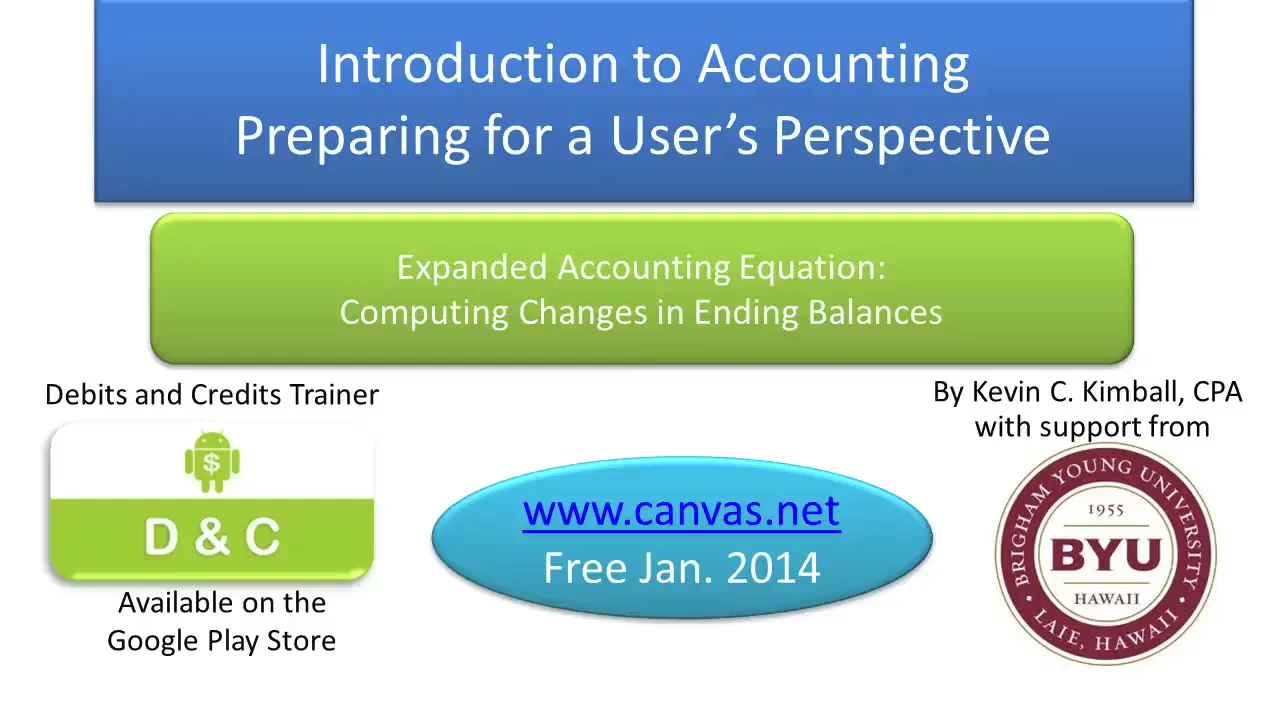 Introduction to Accounting
Preparing for a User’s Perspective
Expanded Accounting Equation:
Computing Changes in Ending Balances
Debits and Credits Trainer
$
D & C
Available on the
Google Play Store
www.canvas.net
Free Jan. 2014
By Kevin C. Kimball, CPA
with support from
BRIGHAM YOUNG UNIVERSITY
1955
BYU
HAWAII
• LAIE, HAWAII •